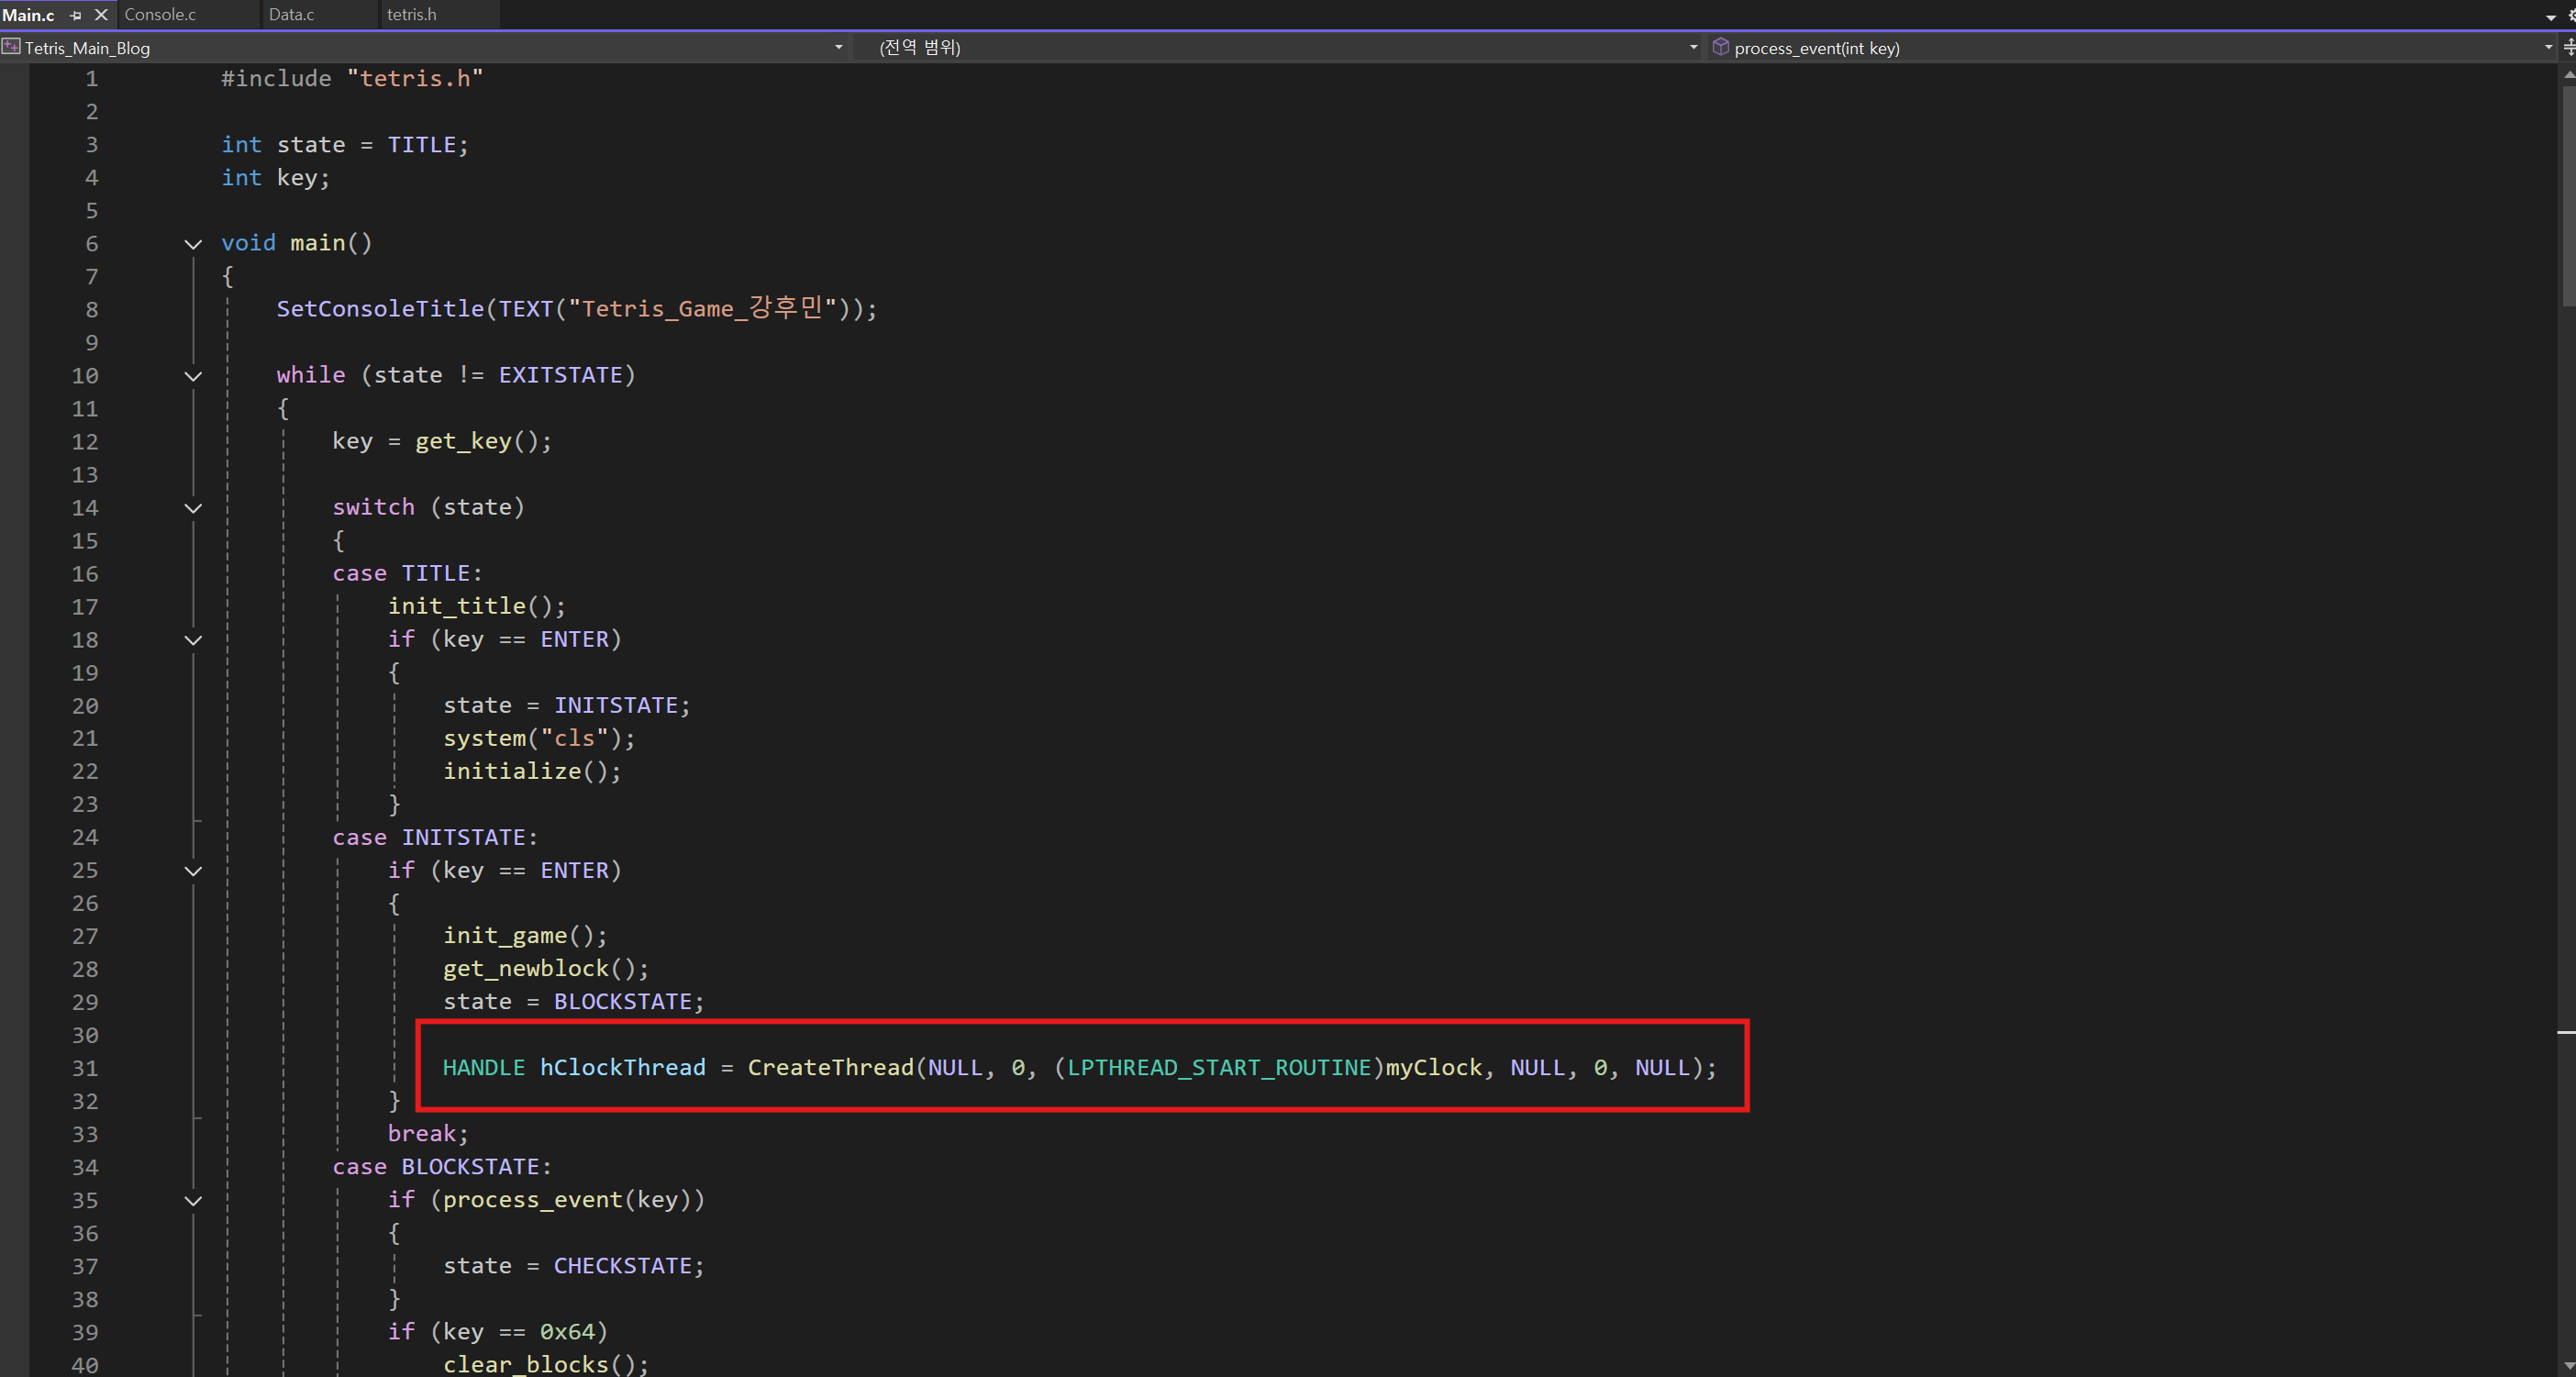 Main.c Console.c Data.c tetris.h
Tetris_Main_Blog (전역 범위) process_event(int key)
1 #include "tetris.h"
2
3 int state = TITLE;
4 int key;
5
6 void main()
7 {
8 SetConsoleTitle(TEXT("Tetris_Game_강후민"));
9
10 while (state != EXITSTATE)
11 {
12 key = get_key();
13
14 switch (state)
15 {
16 case TITLE:
17 init_title();
18 if (key == ENTER)
19 {
20 state = INITSTATE;
21 system("cls");
22 initialize();
23 }
24 case INITSTATE:
25 if (key == ENTER)
26 {
27 init_game();
28 get_newblock();
29 state = BLOCKSTATE;
30
31 HANDLE hClockThread = CreateThread(NULL, 0, (LPTHREAD_START_ROUTINE)myClock, NULL, 0, NULL);
32 }
33 break;
34 case BLOCKSTATE:
35 if (process_event(key))
36 {
37 state = CHECKSTATE;
38 }
39 if (key == 0x64)
40 clear_blocks();